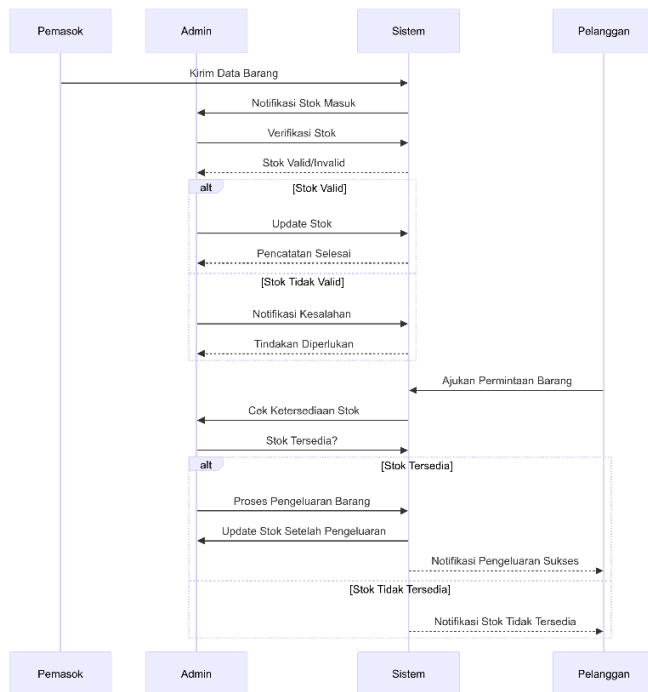 Pemasok
Admin
Sistem
Pelanggan
Kirim Data Barang
Notifikasi Stok Masuk
Verifikasi Stok
Stok Valid/Invalid
alt
[Stok Valid]
Update Stok
Pencatatan Selesai
[Stok Tidak Valid]
Notifikasi Kesalahan
Tindakan Diperlukan
Ajukan Permintaan Barang
Cek Ketersediaan Stok
Stok Tersedia?
alt
[Stok Tersedia]
Proses Pengeluaran Barang
Update Stok Setelah Pengeluaran
Notifikasi Pengeluaran Sukses
[Stok Tidak Tersedia]
Notifikasi Stok Tidak Tersedia
Pemasok
Admin
Sistem
Pelanggan